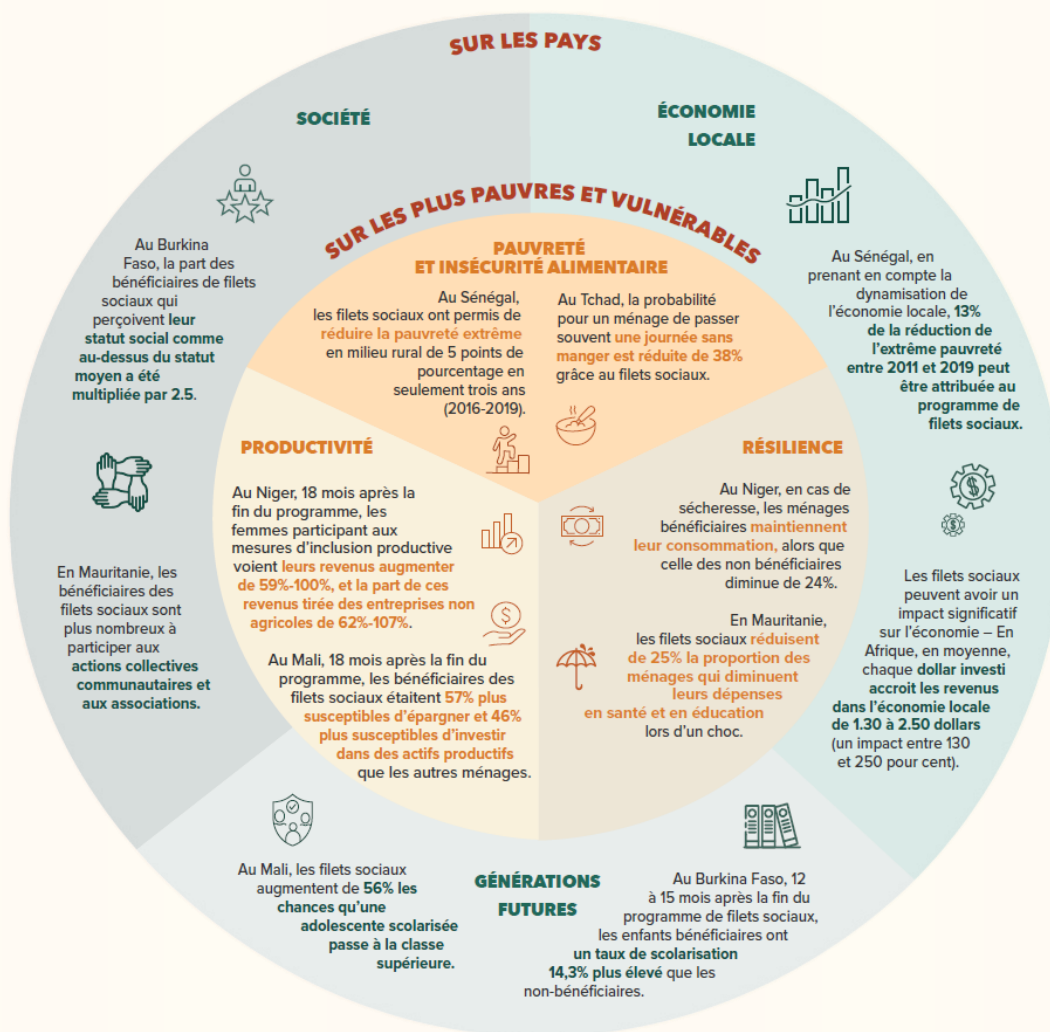 SUR LES PAYS
SOCIÉTÉ
Au Burkina
Faso, la part des
bénéficiaires de filets
sociaux qui
perçoivent leur
statut social comme
au-dessus du statut
moyen a été
multipliée par 2.5.
En Mauritanie, les
bénéficiaires des
filets sociaux sont
plus nombreux à
participer aux
actions collectives
communautaires et
aux associations.
ÉCONOMIE
LOCALE
Au Sénégal, en
prenant en compte la
dynamisation de
l'économie locale, 13%
de la réduction de
l'extrême pauvreté
entre 2011 et 2019 peut
être attribuée au
programme de
filets sociaux.
Les filets sociaux
peuvent avoir un
impact significatif
sur l'économie – En
Afrique, en moyenne,
chaque dollar investi
accroit les revenus
dans l'économie locale
de 1.30 à 2.50 dollars
(un impact entre 130
et 250 pour cent).
SUR LES PLUS PAUVRES ET VULNÉRABLES
PAUVRETÉ
ET INSÉCURITÉ ALIMENTAIRE
Au Sénégal,
les filets sociaux ont permis de
réduire la pauvreté extrême
en milieu rural de 5 points de
pourcentage en
seulement trois ans
(2016-2019).
Au Tchad, la probabilité
pour un ménage de passer
souvent une journée sans
manger est réduite de 38%
grâce au filets sociaux.
PRODUCTIVITÉ
Au Niger, 18 mois après la
fin du programme, les
femmes participant aux
mesures d'inclusion productive
voient leurs revenus augmenter
de 59%-100%, et la part de ces
revenus tirée des entreprises non
agricoles de 62%-107%.
Au Mali, 18 mois après la fin du
programme, les bénéficiaires des
filets sociaux étaitent 57% plus
susceptibles d'épargner et 46%
plus susceptibles d'investir
dans des actifs productifs
que les autres ménages.
RÉSILIENCE
Au Niger, en cas de
sécheresse, les ménages
bénéficiaires maintiennent
leur consommation, alors que
celle des non bénéficiaires
diminue de 24%.
En Mauritanie,
les filets sociaux réduisent
de 25% la proportion des
ménages qui diminuent
leurs dépenses
en santé et en éducation
lors d'un choc.
GÉNÉRATIONS
FUTURES
Au Mali, les filets sociaux
augmentent de 56% les
chances qu'une
adolescente scolarisée
passe à la classe
supérieure.
Au Burkina Faso, 12
à 15 mois après la fin du
programme de filets sociaux,
les enfants bénéficiaires ont
un taux de scolarisation
14,3% plus élevé que les
non-bénéficiaires.